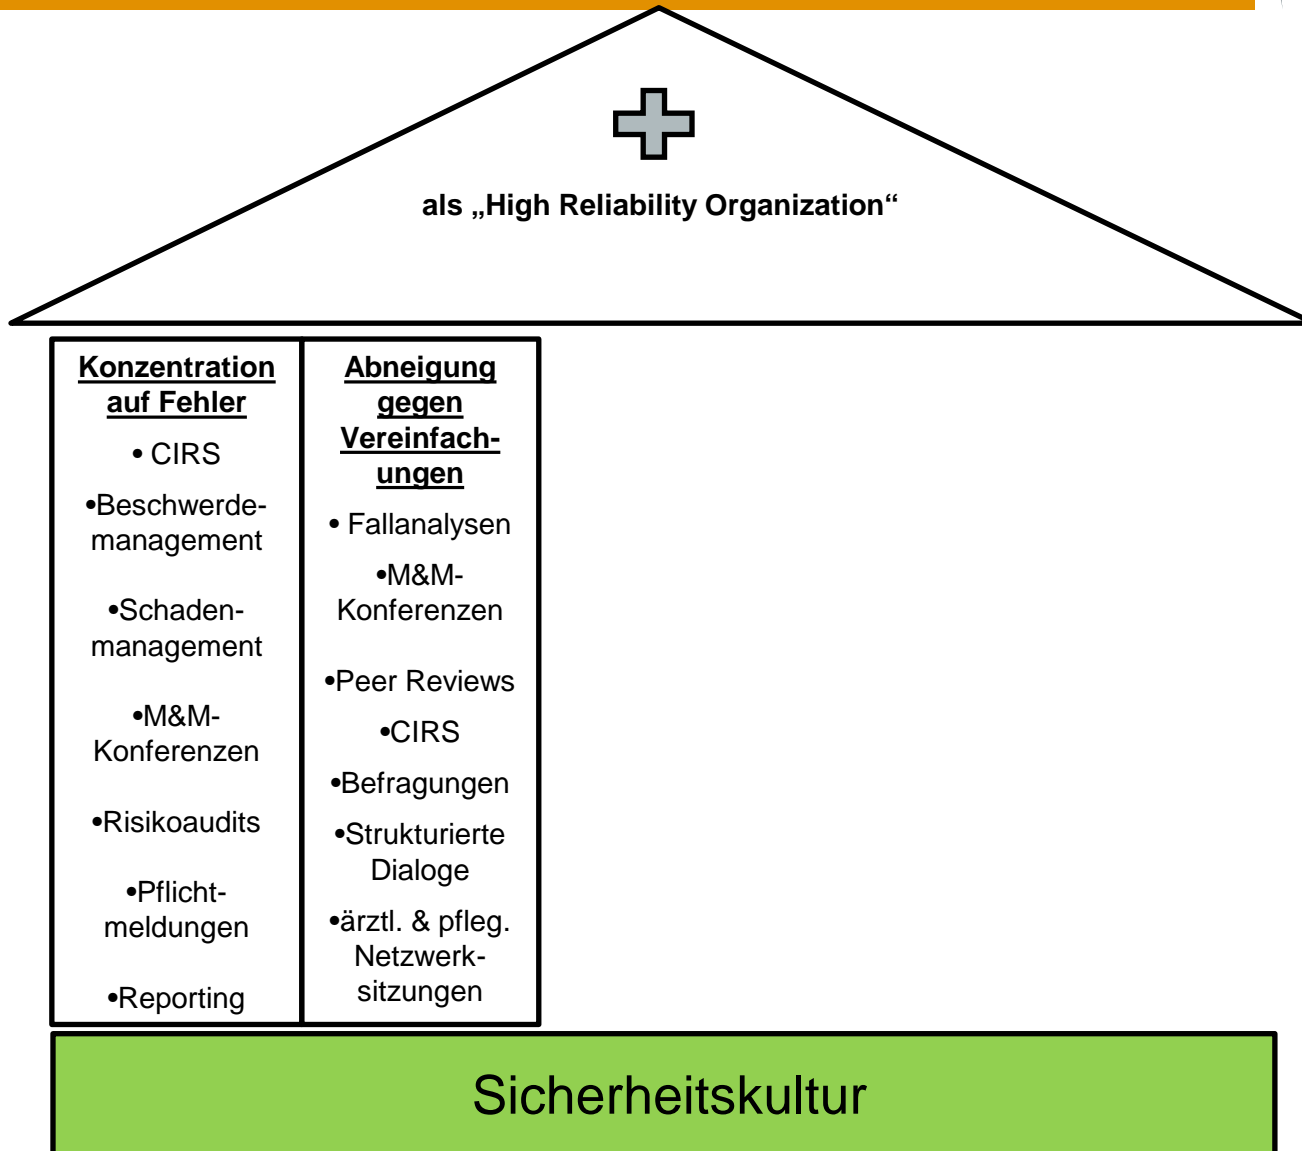 als „High Reliability Organization“
Konzentration
auf Fehler
• CIRS
•Beschwerde-
management
•Schaden-
management
•M&M-
Konferenzen
•Risikoaudits
•Pflicht-
meldungen
•Reporting
Abneigung
gegen
Vereinfach-
ungen
• Fallanalysen
•M&M-
Konferenzen
•Peer Reviews
•CIRS
•Befragungen
•Strukturierte
Dialoge
•ärztl. & pfleg.
Netzwerk-
sitzungen
Sicherheitskultur